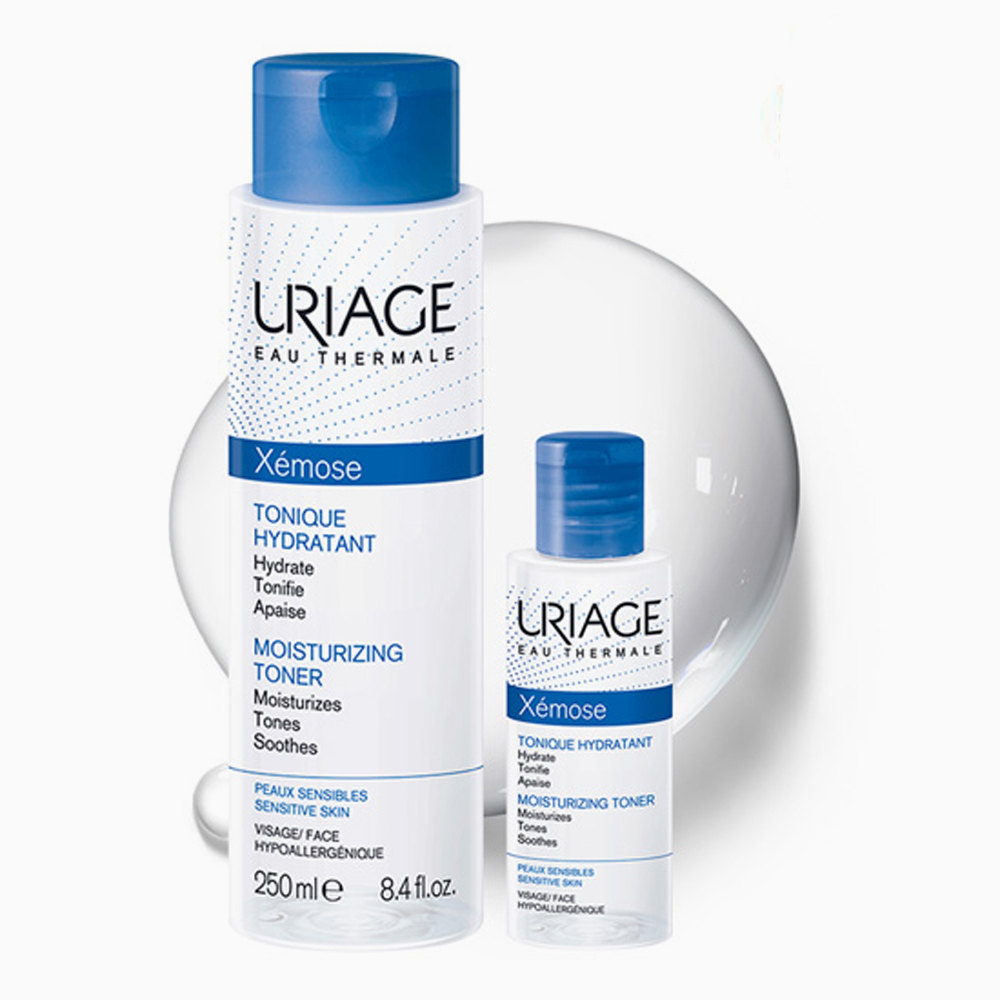 URIAGE
EAU THERMALE
Xémose
TONIQUE
HYDRATANT
Hydrate
Tonifie
Apaise
MOISTURIZING
TONER
Moisturizes
Tones
Soothes
PEAUX SENSIBLES
SENSITIVE SKIN
VISAGE/ FACE
HYPOALLERGÉNIQUE
250 ml e 8.4 fl.oz.
URIAGE
EAU THERMALE
Xémose
TONIQUE HYDRATANT
Hydrate
Tonifie
Apaise
MOISTURIZING TONER
Moisturizes
Tones
Soothes
PEAUX SENSIBLES
SENSITIVE SKIN
VISAGE/ FACE
HYPOALLERGÉNIQUE